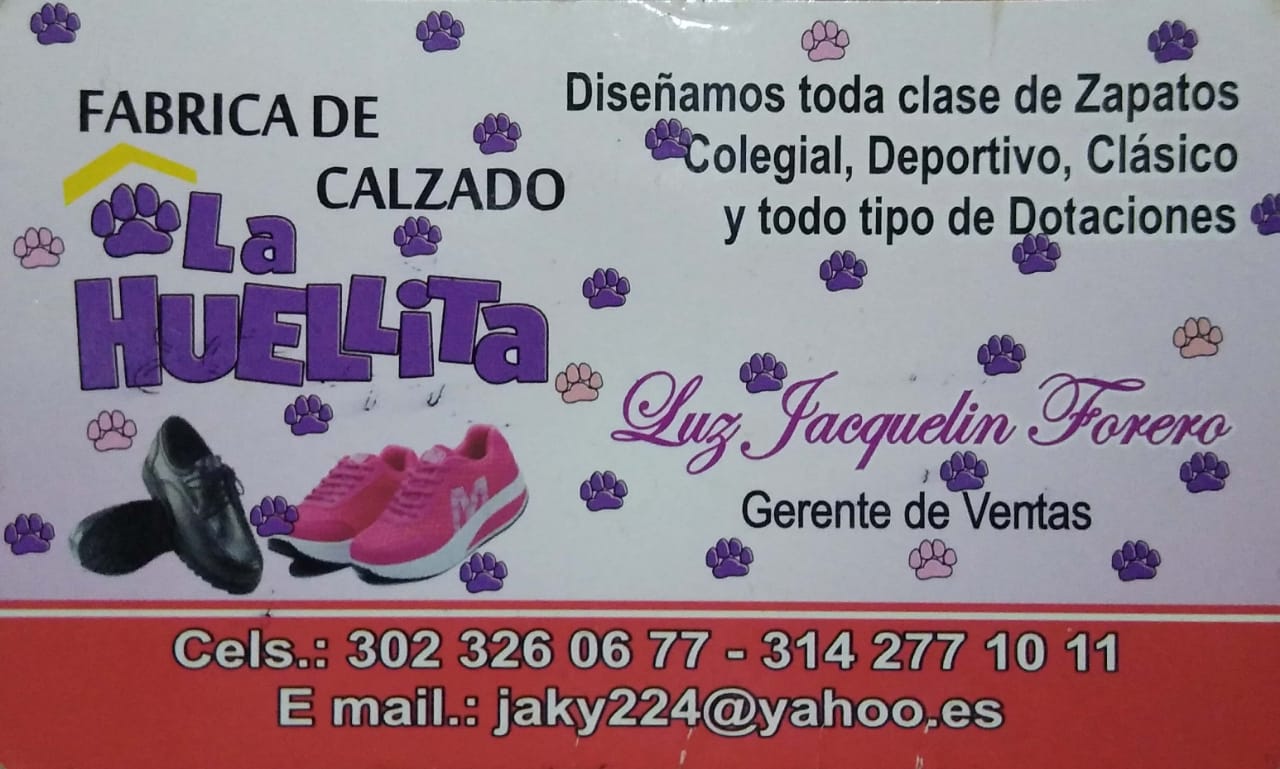 FABRICA DE
CALZADO
La
HUELLiTa
Diseñamos toda clase de Zapatos
Colegial, Deportivo, Clásico
y todo tipo de Dotaciones
Luz Jacquelin Forero
Gerente de Ventas
M
Cels.: 302 326 06 77 - 314 277 10 11
E mail.: jaky224@yahoo.es